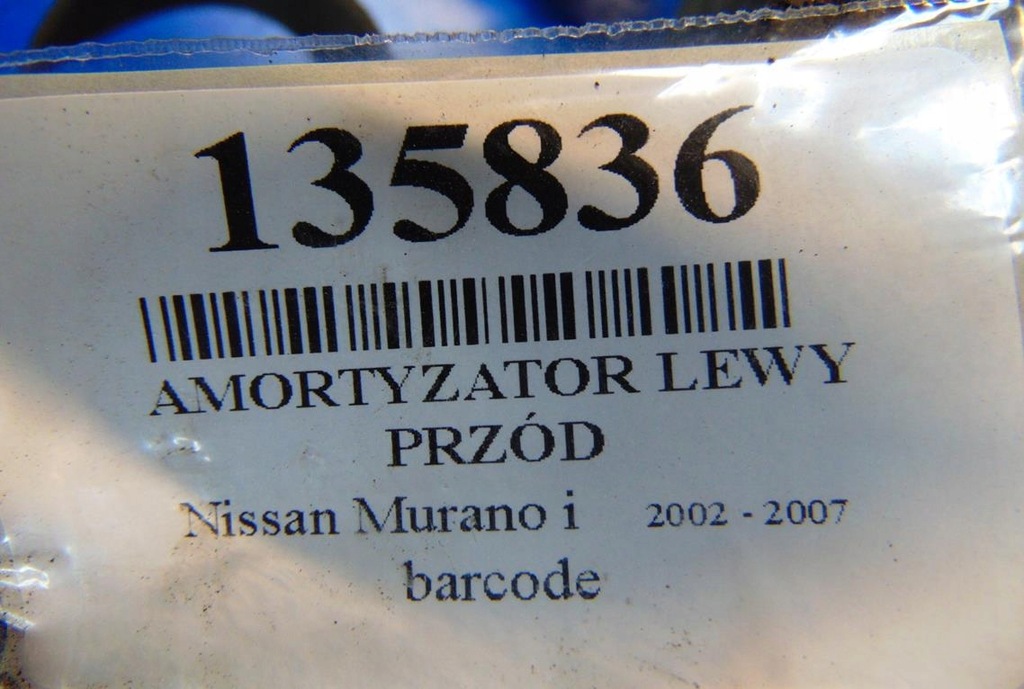 135836
AMORTYZATOR LEWY
PRZÓD
Nissan Murano i 2002 - 2007
barcode